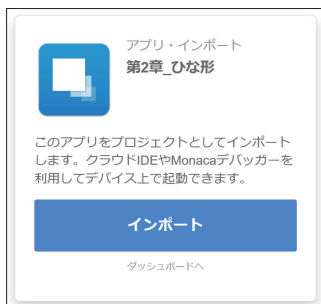 アプリ・インポート
第2章_ひな形
このアプリをプロジェクトとしてインポート
します。クラウドIDEやMonacaデバッガーを
利用してデバイス上で起動できます。
インポート
ダッシュボードへ